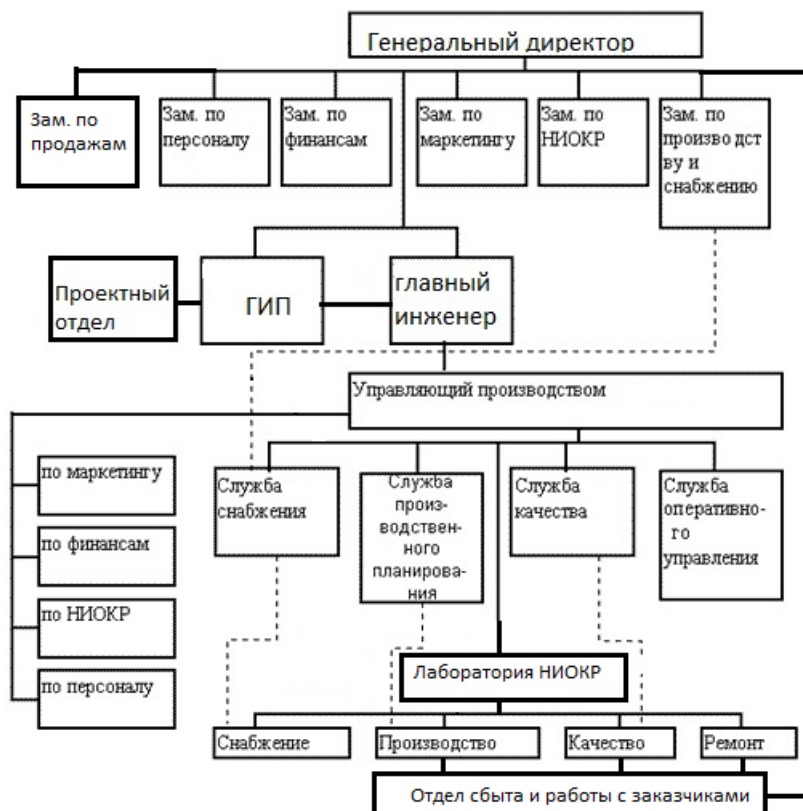 Генеральный директор
Зам. по
продажам
Зам. по
персоналу
Зам. по
финансам
Зам. по
маркетингу
Зам. по
НИОКР
Зам. по
произво дст
ву и
снабжению
Проектный
отдел
ГИП
главный
инженер
Управляющий производством
по маркетингу
по финансам
по НИОКР
по персоналу
Служба
снабжения
Служба
произ-
водствен-
ного
планирова-
ния
Служба
качества
Служба
оперативно-
го
управления
Лаборатория НИОКР
Снабжение
Производство
Качество
Ремонт
Отдел сбыта и работы с заказчиками